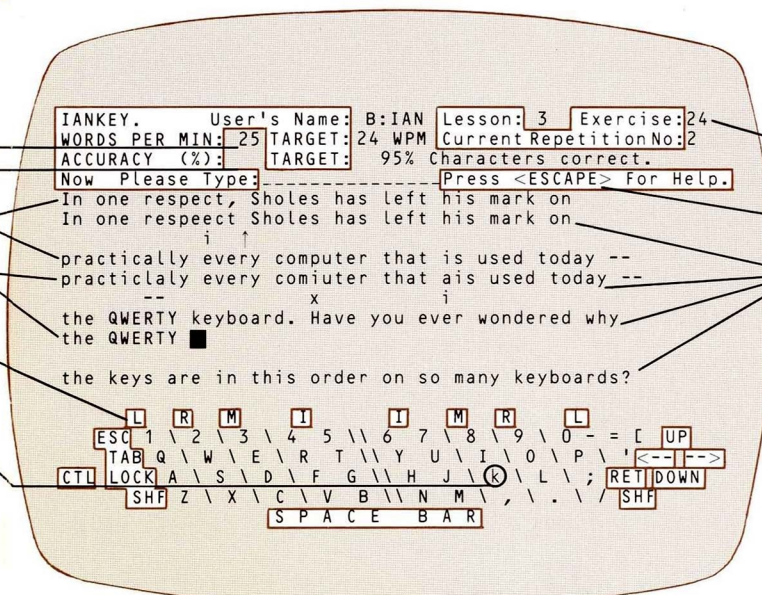 IANKEY. User's Name: B:IAN Lesson: 3 Exercise:24
WORDS PER MIN: 25 TARGET: 24 WPM Current Repetition No:2
ACCURACY (%): TARGET: 95% Characters correct.
Now Please Type:_ _ _ _ _ _ _ _ _ _ _ _ _Press <ESCAPE> For Help.
In one respect, Sholes has left his mark on
In one respeect Sholes has left his mark on
i ↑
practically every computer that is used today --
practiclaly every comiuter that ais used today --
-- x i
the QWERTY keyboard. Have you ever wondered why
the QWERTY ■
the keys are in this order on so many keyboards?
L R M I I M R L
ESC 1 \ 2 \ 3 \ 4 5 \\ 6 7 \ 8 \ 9 \ 0 - = [ UP
TAB Q \ W \ E \ R T \\ Y U \ I \ O \ P \ ' <-- -->
CTL LOCK A \ S \ D \ F G \\ H J \ k \ L \ ; RET DOWN
SHF Z \ X \ C \ V B \\ N M \ , \ . \ / SHF
SPACE BAR